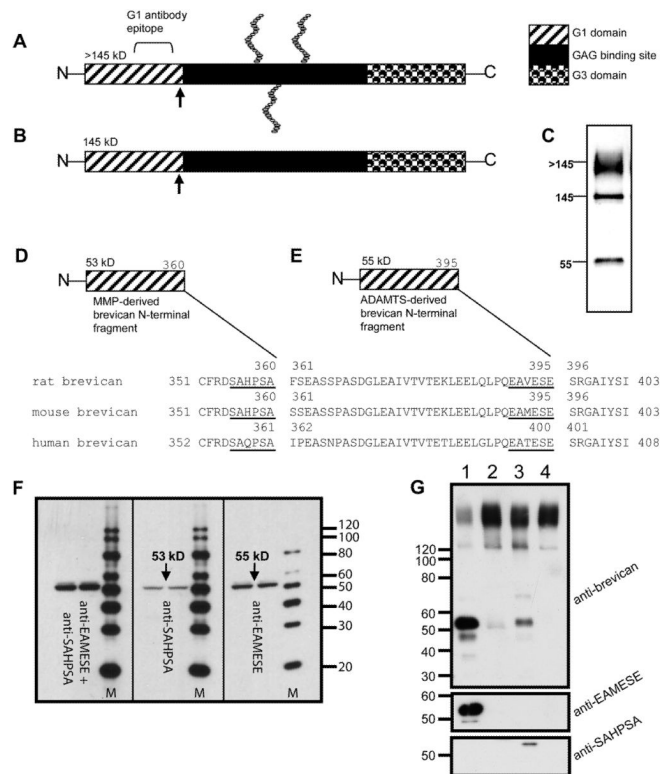 G1 antibody
epitope
G1 domain
GAG binding site
G3 domain
A
>145 kD
N
C
B
145 kD
N
C
C
>145
145
55
D
53 kD
360
N
MMP-derived
brevican N-terminal
fragment
E
55 kD
395
N
ADAMTS-derived
brevican N-terminal
fragment
360 361 395 396
rat brevican 351 CFRDSAHPSA FSEASSPASDGLEAIVTVTEKLEELQLPQEAVESE SRGAIYSI 403
360 361 395 396
mouse brevican 351 CFRDSAHPSA SSEASSPASDGLEAIVTVTEKLEELQLPQEAMESE SRGAIYSI 403
361 362 400 401
human brevican 352 CFRDSAQPSA IPEASNPASDGLEAIVTVTETLEELQLPQEATESE SRGAIYSI 408
F
53 kD
55 kD
anti-EAMESE +
anti-SAHPSA
M
anti-SAHPSA
M
anti-EAMESE
M
120
100
80
60
50
40
30
20
G
1 2 3 4
120
100
80
60
50
40
30
anti-brevican
60
50
anti-EAMESE
50
anti-SAHPSA